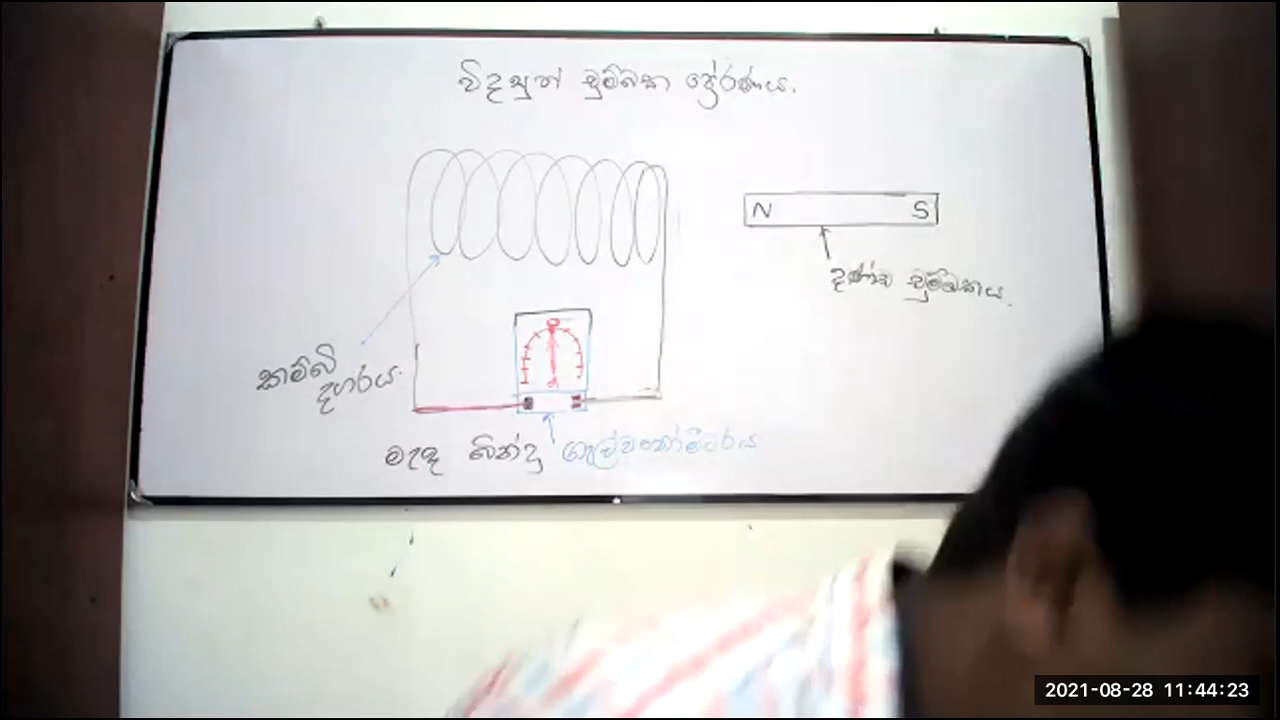 විද්‍යුත් චුම්බක ප්‍රේරණය.
N S
දණ්ඩ චුම්බකය.
කම්බි
දඟරය.
මැද බින්දු ගැල්වනෝමීටරය
2021-08-28 11:44:23